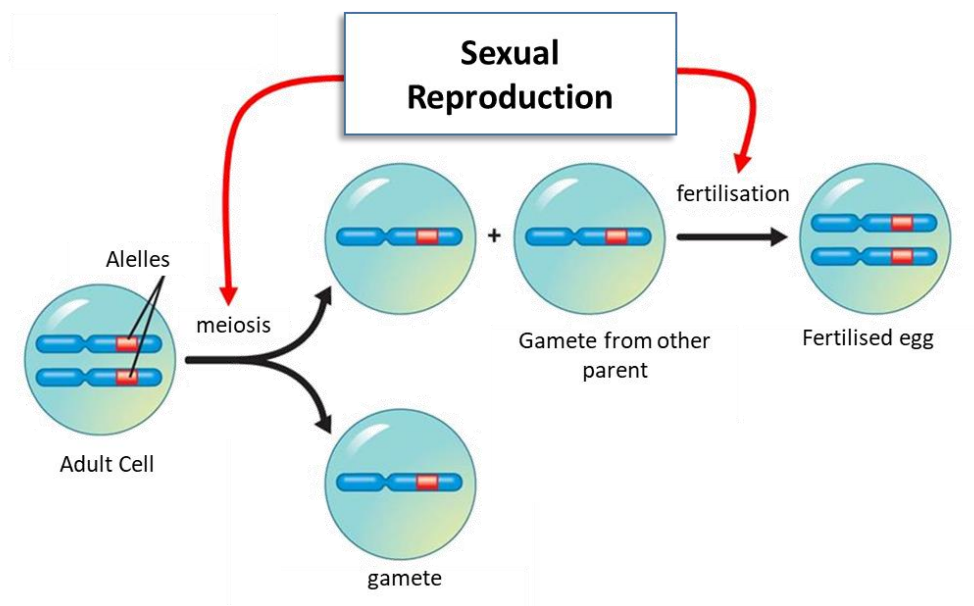 Sexual
Reproduction
fertilisation
Alelles
+
meiosis
Gamete from other
parent
Fertilised egg
Adult Cell
gamete